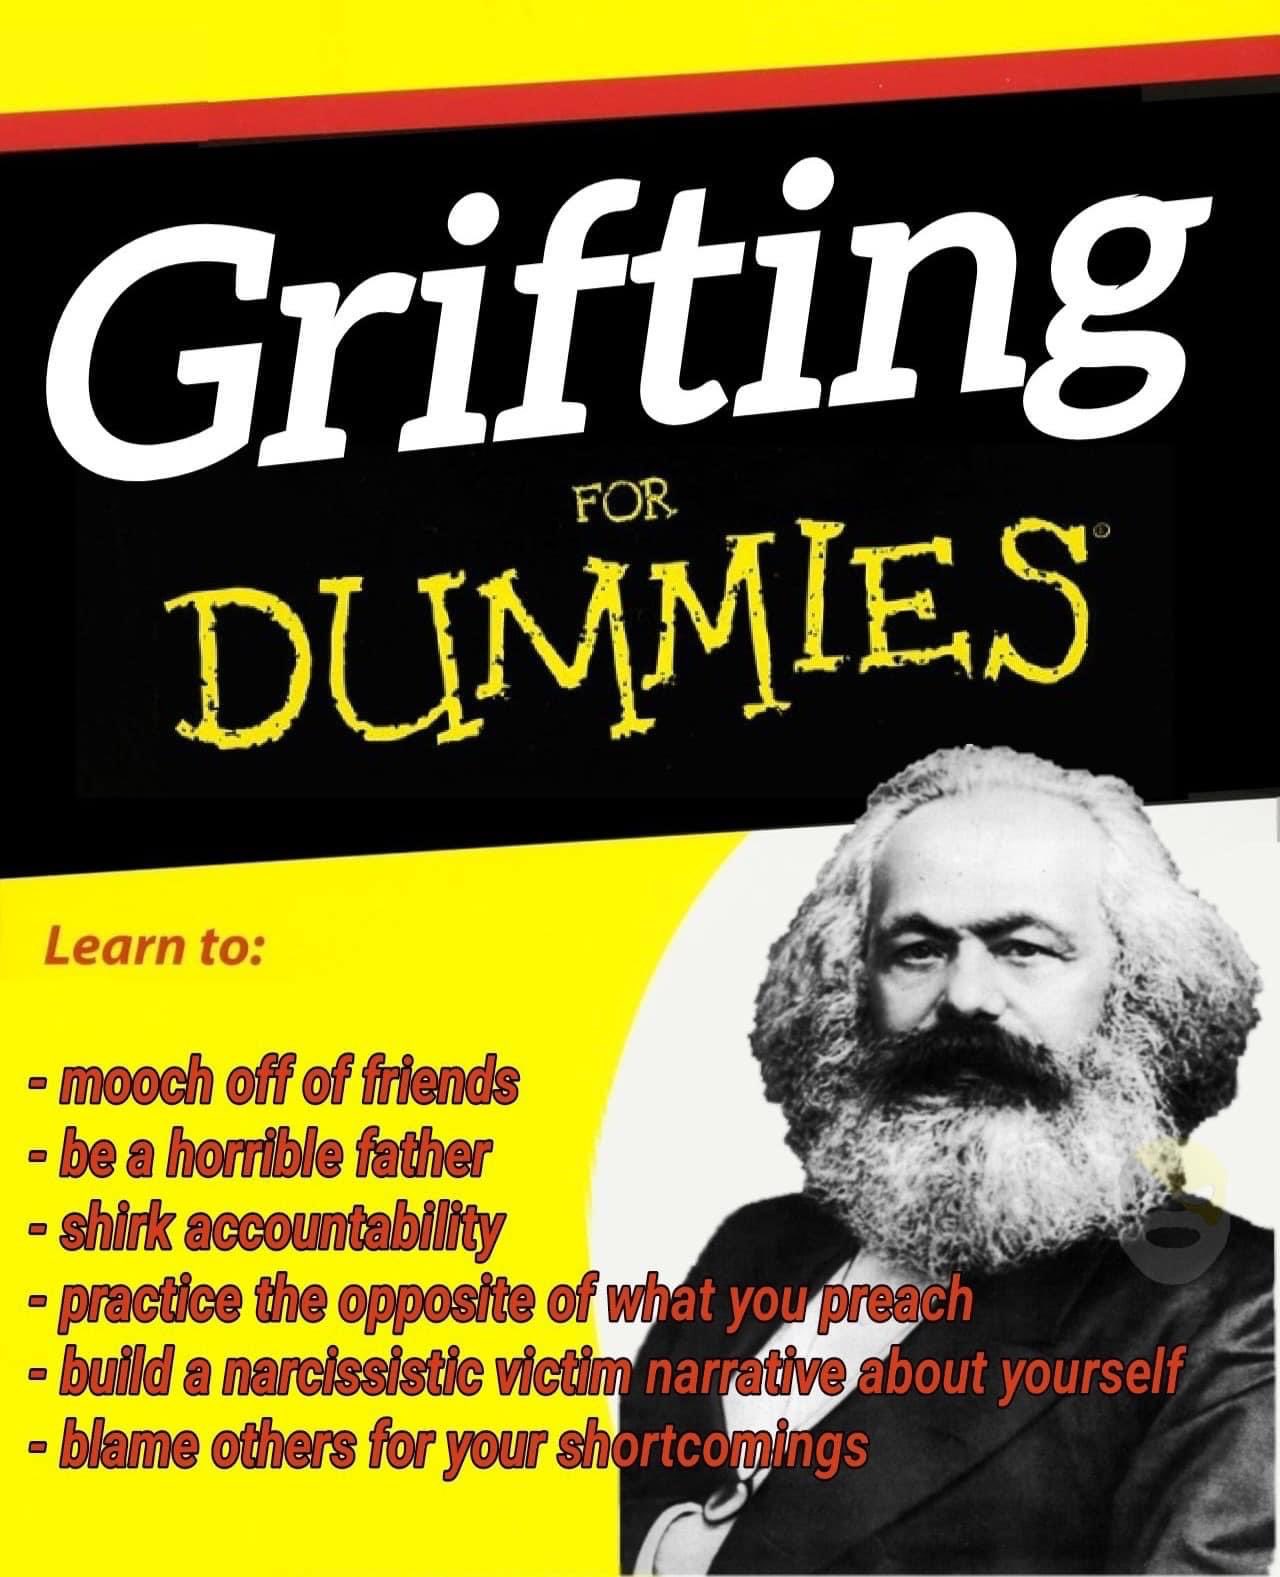 Grifting
FOR
DUMMIES®
Learn to:
- mooch off of friends
- be a horrible father
- shirk accountability
- practice the opposite of what you preach
- build a narcissistic victim narrative about yourself
- blame others for your shortcomings